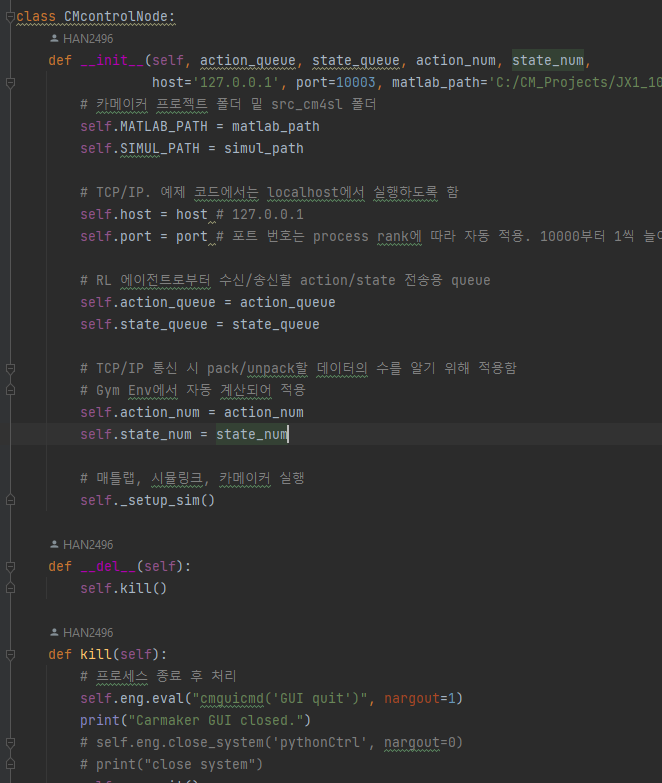 class CMcontrolNode:
HAN2496
def __init__(self, action_queue, state_queue, action_num, state_num,
host='127.0.0.1', port=10003, matlab_path='C:/CM_Projects/JX1_10
# 카메이커 프로젝트 폴더 밑 src_cm4sl 폴더
self.MATLAB_PATH = matlab_path
self.SIMUL_PATH = simul_path
# TCP/IP. 예제 코드에서는 localhost에서 실행하도록 함
self.host = host # 127.0.0.1
self.port = port # 포트 번호는 process rank에 따라 자동 적용. 10000부터 1씩
# RL 에이전트로부터 수신/송신할 action/state 전송용 queue
self.action_queue = action_queue
self.state_queue = state_queue
# TCP/IP 통신 시 pack/unpack할 데이터의 수를 알기 위해 적용함
# Gym Env에서 자동 계산되어 적용
self.action_num = action_num
self.state_num = state_num
# 매틀랩, 시뮬링크, 카메이커 실행
self._setup_sim()
HAN2496
def __del__(self):
self.kill()
HAN2496
def kill(self):
# 프로세스 종료 후 처리
self.eng.eval("cmguicmd('GUI quit')", nargout=1)
print("Carmaker GUI closed.")
# self.eng.close_system('pythonCtrl', nargout=0)
# print("close system")